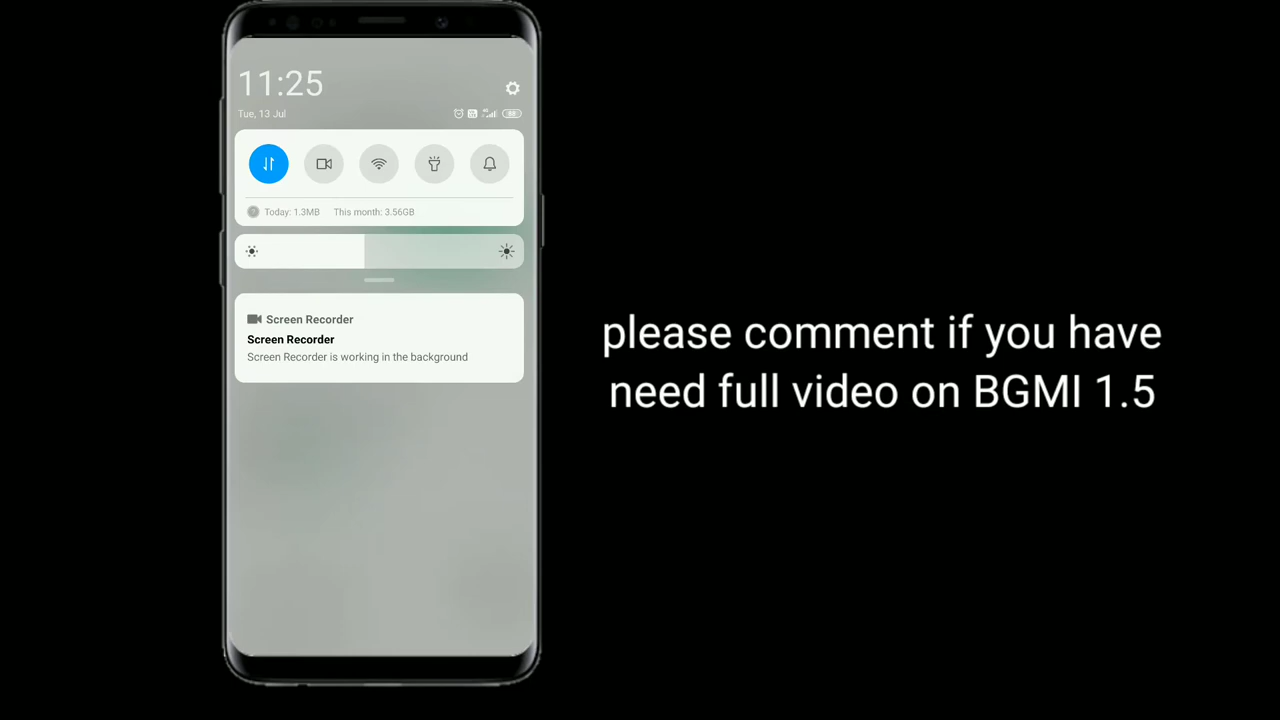 11:25
Tue, 13 Jul
Today: 1.3MB This month: 3.56GB
Screen Recorder
Screen Recorder
Screen Recorder is working in the background
please comment if you have
need full video on BGMI 1.5